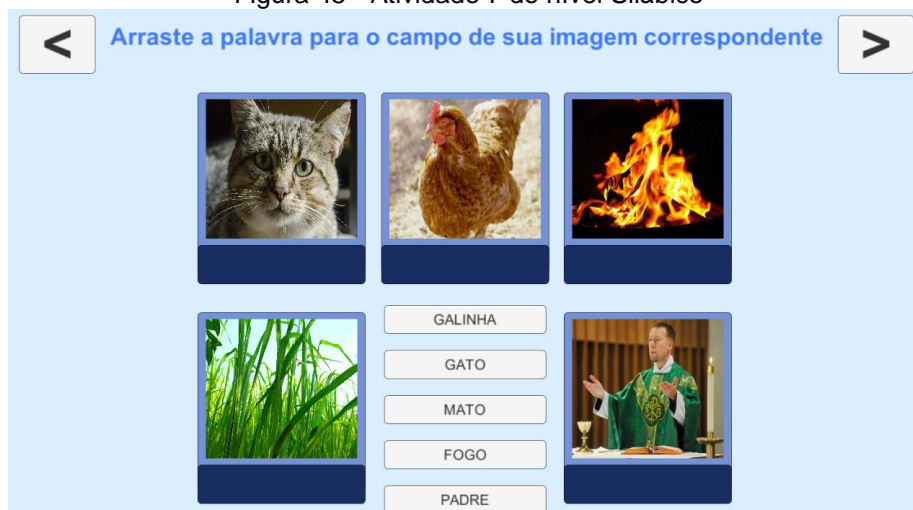 < Arraste a palavra para o campo de sua imagem correspondente >
GALINHA
GATO
MATO
FOGO
PADRE